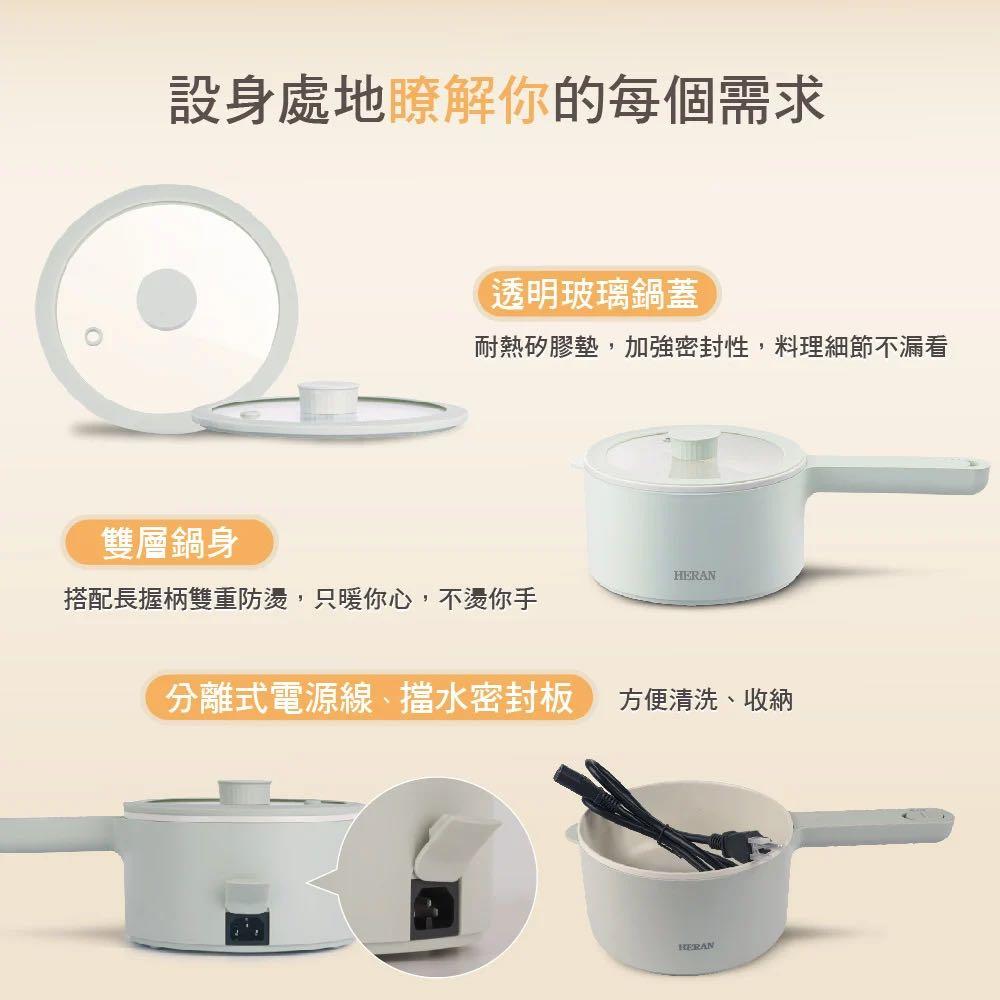 設身處地瞭解你的每個需求
透明玻璃鍋蓋
耐熱矽膠墊，加強密封性，料理細節不漏看
HERAN
雙層鍋身
搭配長握柄雙重防燙，只暖你心，不燙你手
分離式電源線、擋水密封板
方便清洗、收納
HERAN